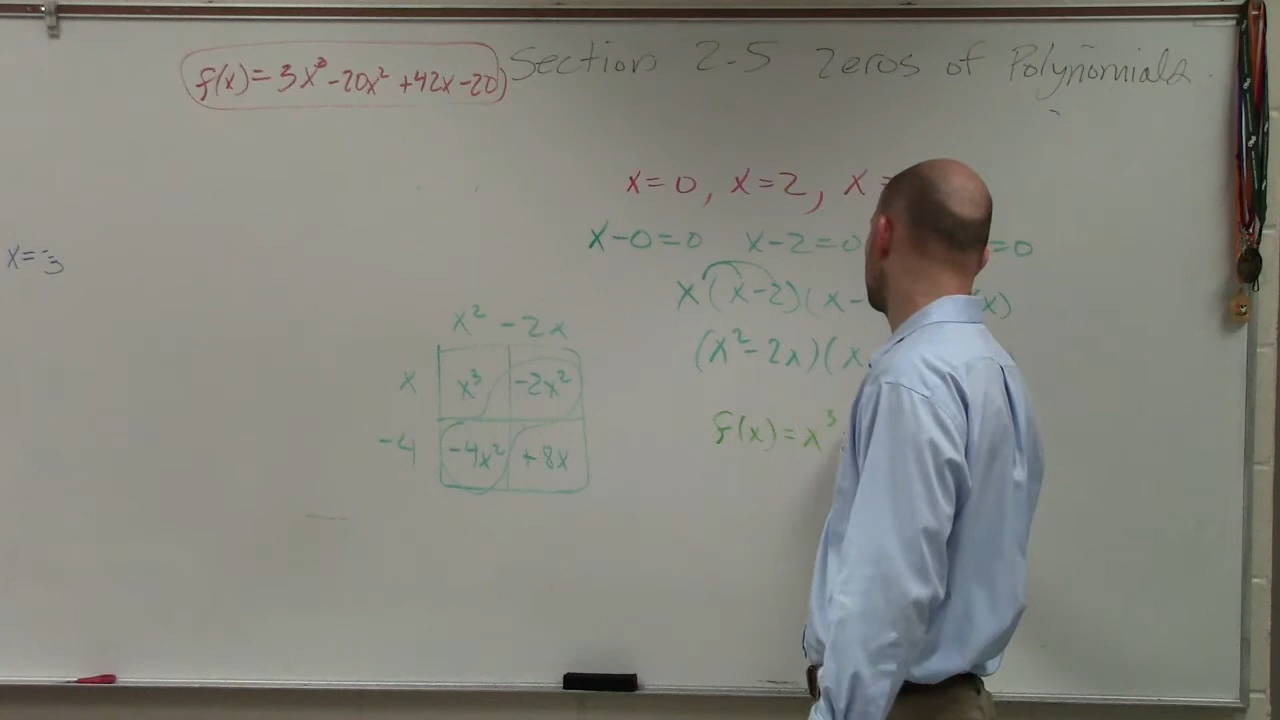 f(x)=3x³-20x²+42x-20
Section 2-5 Zeros of Polynomials
x=0, x=2, x=
x-0=0 x-2=0 =0
x=-3
x(x-2)(x- x)
x² -2x
(x²-2x)(x
x x³ -2x²
f(x)=x³
-4 -4x² +8x